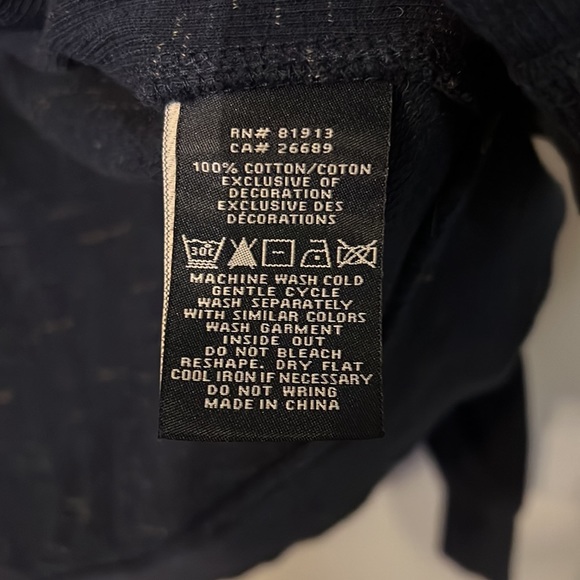 RN# 81913
CA# 26689
100% COTTON/COTON
EXCLUSIVE OF
DECORATION
EXCLUSIVE DES
DÉCORATIONS
30C
MACHINE WASH COLD
GENTLE CYCLE
WASH SEPARATELY
WITH SIMILAR COLORS
WASH GARMENT
INSIDE OUT
DO NOT BLEACH
RESHAPE. DRY FLAT
COOL IRON IF NECESSARY
DO NOT WRING
MADE IN CHINA